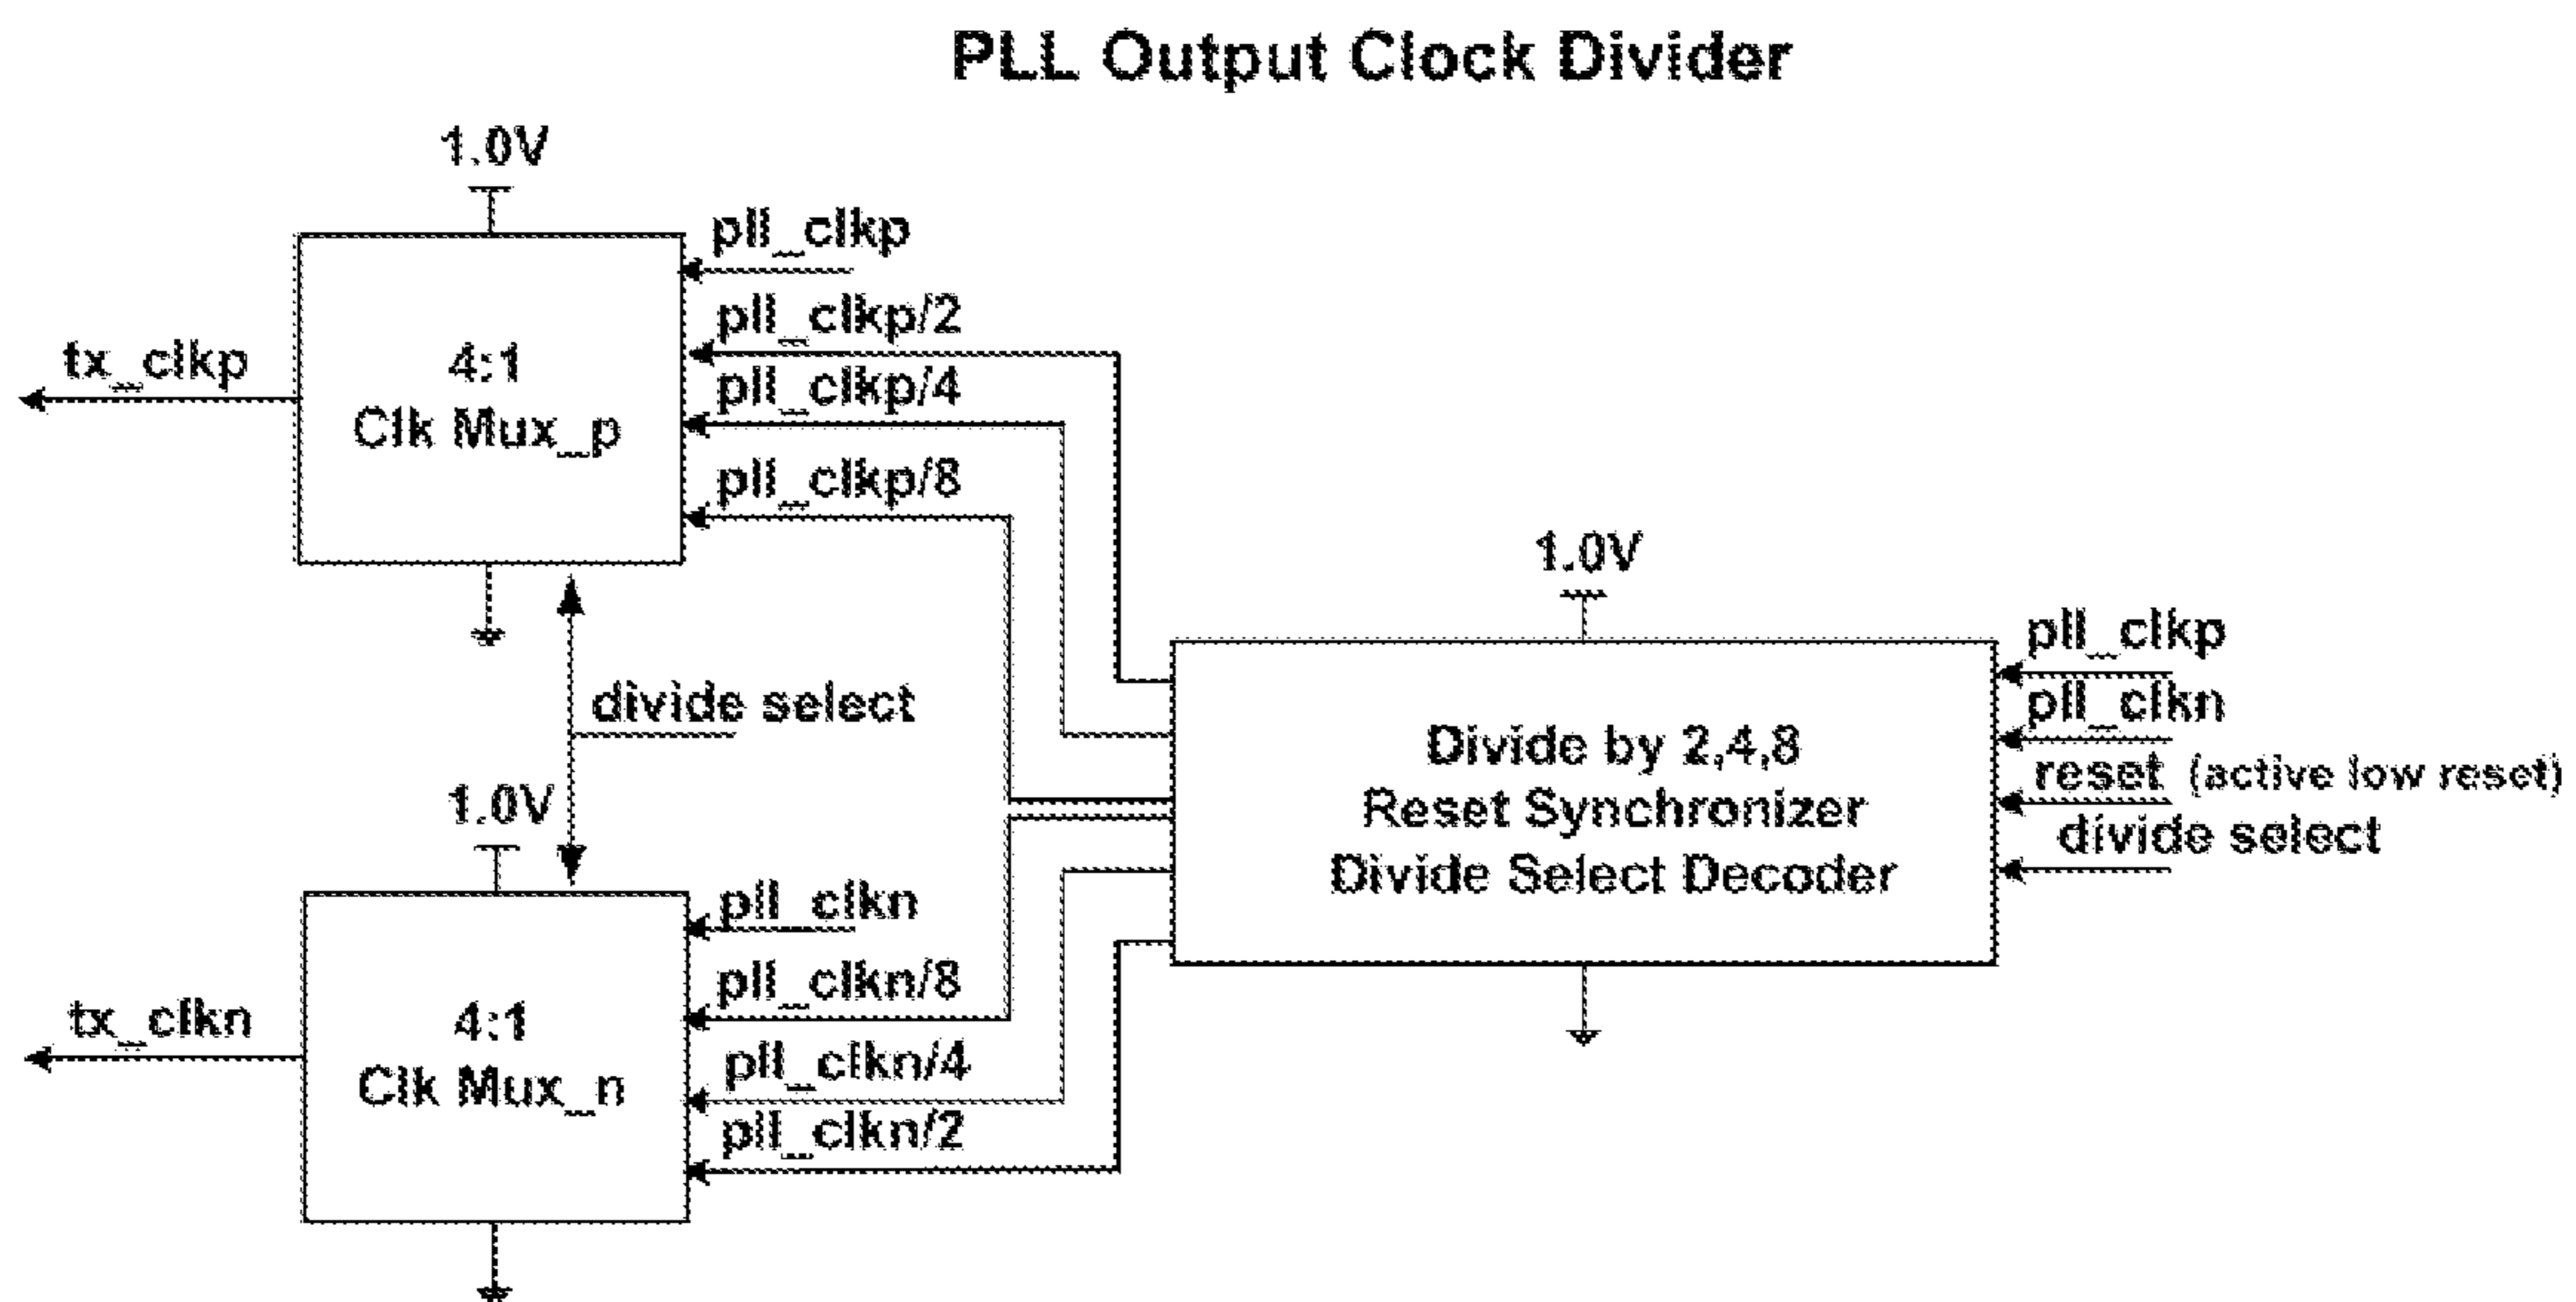 PLL Output Clock Divider
1.0V
pll_clkp
pll_clkp/2
tx_clkp
4:1
Clk Mux_p
pll_clkp/4
pll_clkp/8
divide select
1.0V
pll_clkp
pll_clkn
reset (active low reset)
divide select
Divide by 2,4,8
Reset Synchronizer
Divide Select Decoder
1.0V
pll_clkn
pll_clkn/8
tx_clkn
4:1
Clk Mux_n
pll_clkn/4
pll_clkn/2